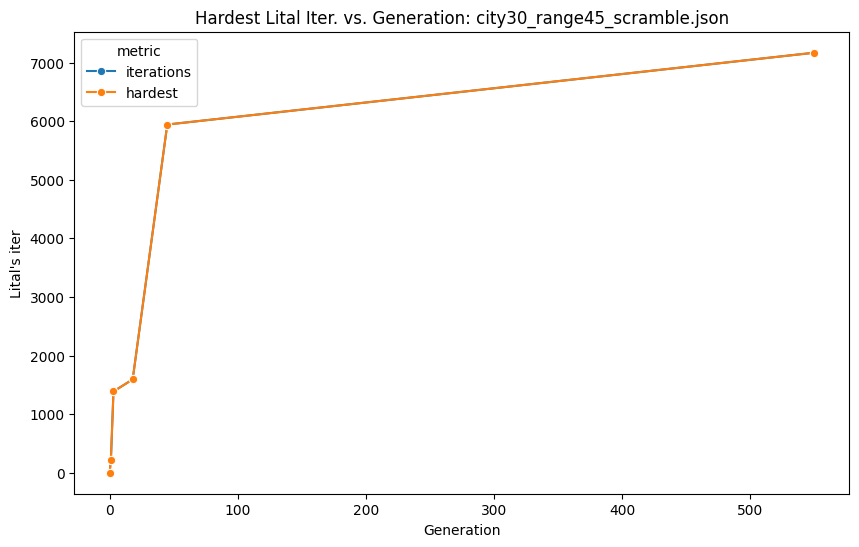 Hardest Lital Iter. vs. Generation: city30_range45_scramble.json
metric
iterations
hardest
7000
6000
5000
4000
3000
2000
1000
0
Lital's iter
0 100 200 300 400 500
Generation